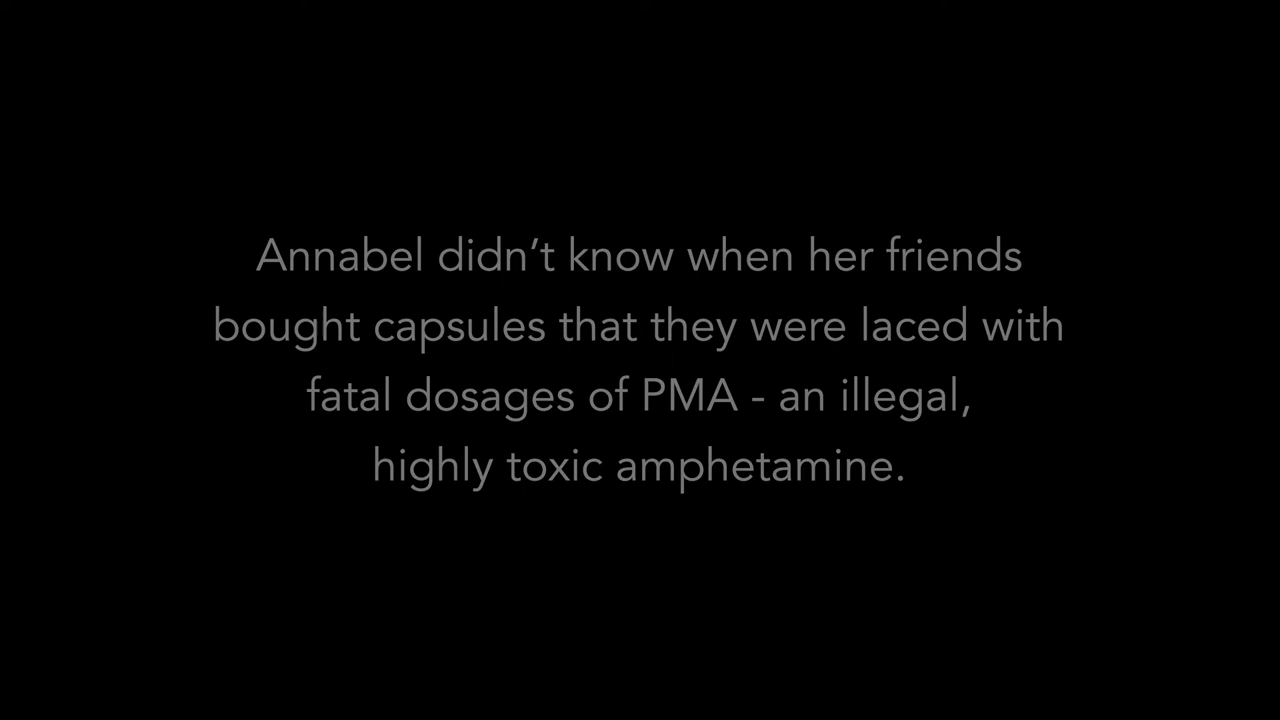 Annabel didn’t know when her friends
bought capsules that they were laced with
fatal dosages of PMA - an illegal,
highly toxic amphetamine.